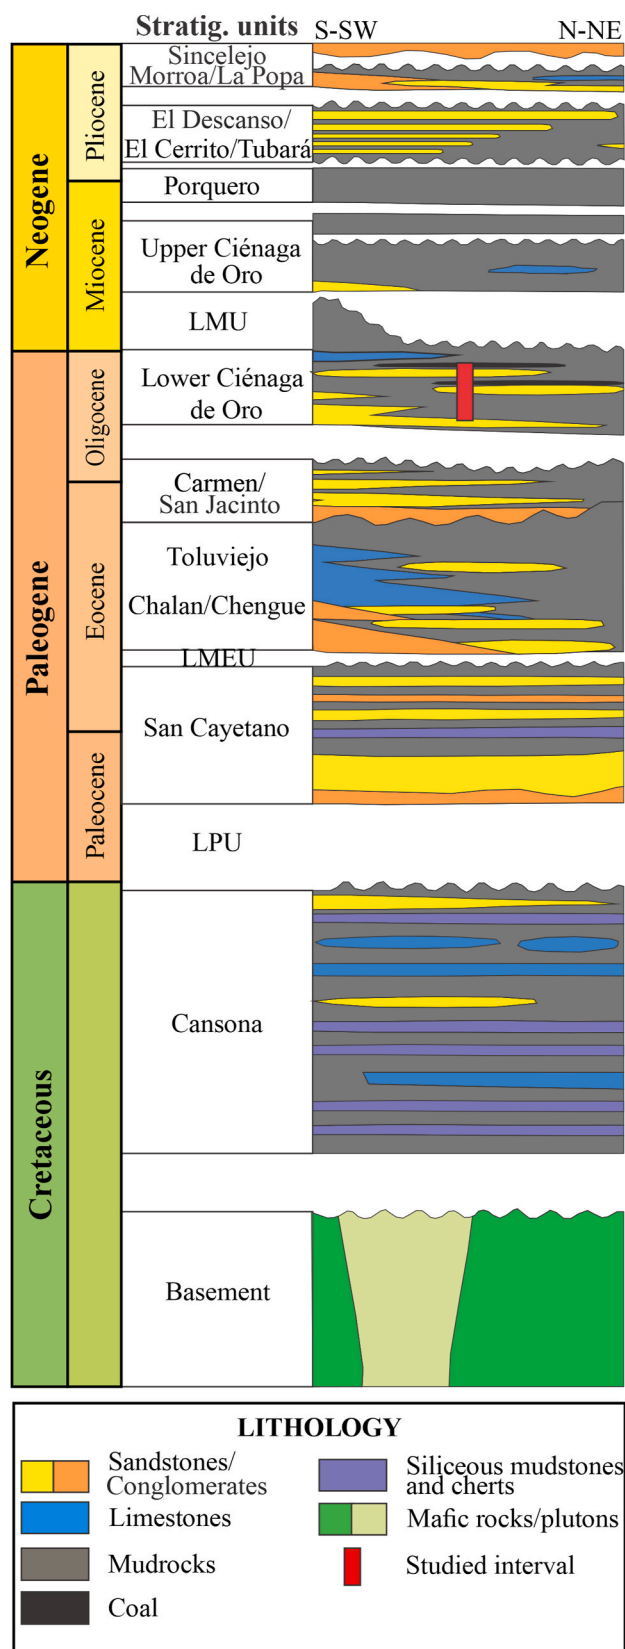 Stratig. units
S-SW
N-NE
Neogene
Pliocene
Miocene
Paleogene
Oligocene
Eocene
Paleocene
Cretaceous
Sincelejo
Morroa/La Popa
El Descanso/
El Cerrito/Tubará
Porquero
Upper Ciénaga
de Oro
LMU
Lower Ciénaga
de Oro
Carmen/
San Jacinto
Toluviejo
Chalan/Chengue
LMEU
San Cayetano
LPU
Cansona
Basement
LITHOLOGY
Sandstones/
Conglomerates
Limestones
Mudrocks
Coal
Siliceous mudstones
and cherts
Mafic rocks/plutons
Studied interval